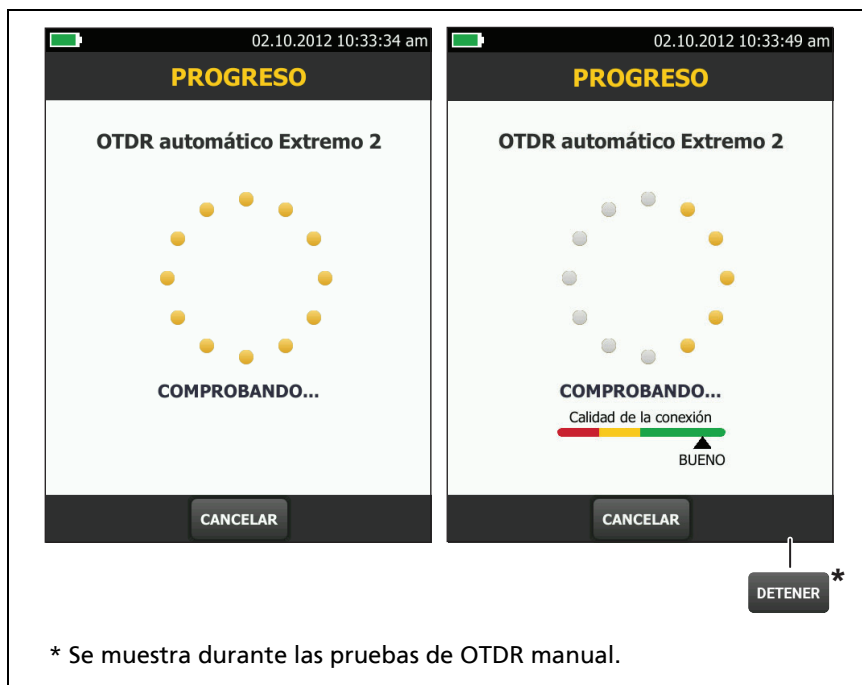 02.10.2012 10:33:34 am
PROGRESO
OTDR automático Extremo 2
COMPROBANDO...
CANCELAR
02.10.2012 10:33:49 am
PROGRESO
OTDR automático Extremo 2
COMPROBANDO...
Calidad de la conexión
BUENO
CANCELAR
DETENER *
* Se muestra durante las pruebas de OTDR manual.